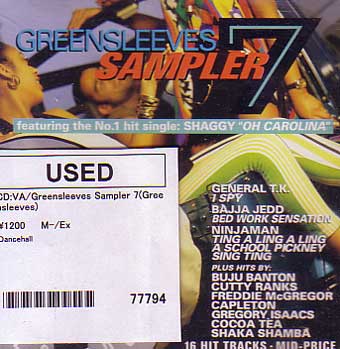 GREENSLEEVES
SAMPLER 7
featuring the No.1 hit single: SHAGGY "OH CAROLINA"
USED
CD:VA/Greensleeves Sampler 7(Gree
nsleeves)
¥1200 M-/Ex
Dancehall
77794
GENERAL T.K.
I SPY
BAJJA JEDD
BED WORK SENSATION
NINJAMAN
TING A LING A LING
A SCHOOL PICKNEY
SING TING
PLUS HITS BY:
BUJU BANTON
CUTTY RANKS
FREDDIE McGREGOR
CAPLETON
GREGORY ISAACS
COCOA TEA
SHAKA SHAMBA
16 HIT TRACKS - MID-PRICE